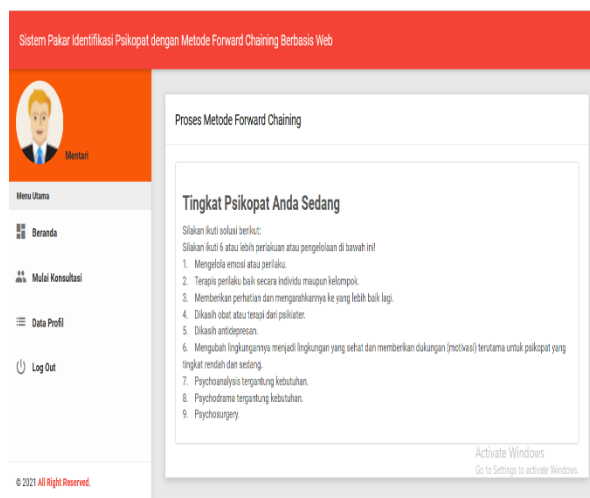 Sistem Pakar Identifikasi Psikopat dengan Metode Forward Chaining Berbasis Web
Mentari
Menu Utama
Beranda
Mulai Konsultasi
Data Profil
Log Out
© 2021 All Right Reserved.
Proses Metode Forward Chaining
Tingkat Psikopat Anda Sedang
Silakan ikuti solusi berikut:
Silakan ikuti 6 atau lebih perlakuan atau pengelolaan di bawah ini!
1. Mengelola emosi atau perilaku.
2. Terapis perilaku baik secara individu maupun kelompok.
3. Memberikan perhatian dan mengarahkannya ke yang lebih baik lagi.
4. Dikasih obat atau terapi dari psikiater.
5. Dikasih antidepresan.
6. Mengubah lingkungannya menjadi lingkungan yang sehat dan memberikan dukungan (motivasi) terutama untuk psikopat yang
tingkat rendah dan sedang.
7. Psychoanalysis tergantung kebutuhan.
8. Psychodrama tergantung kebutuhan.
9. Psychosurgery.
Activate Windows
Go to Settings to activate Windows.